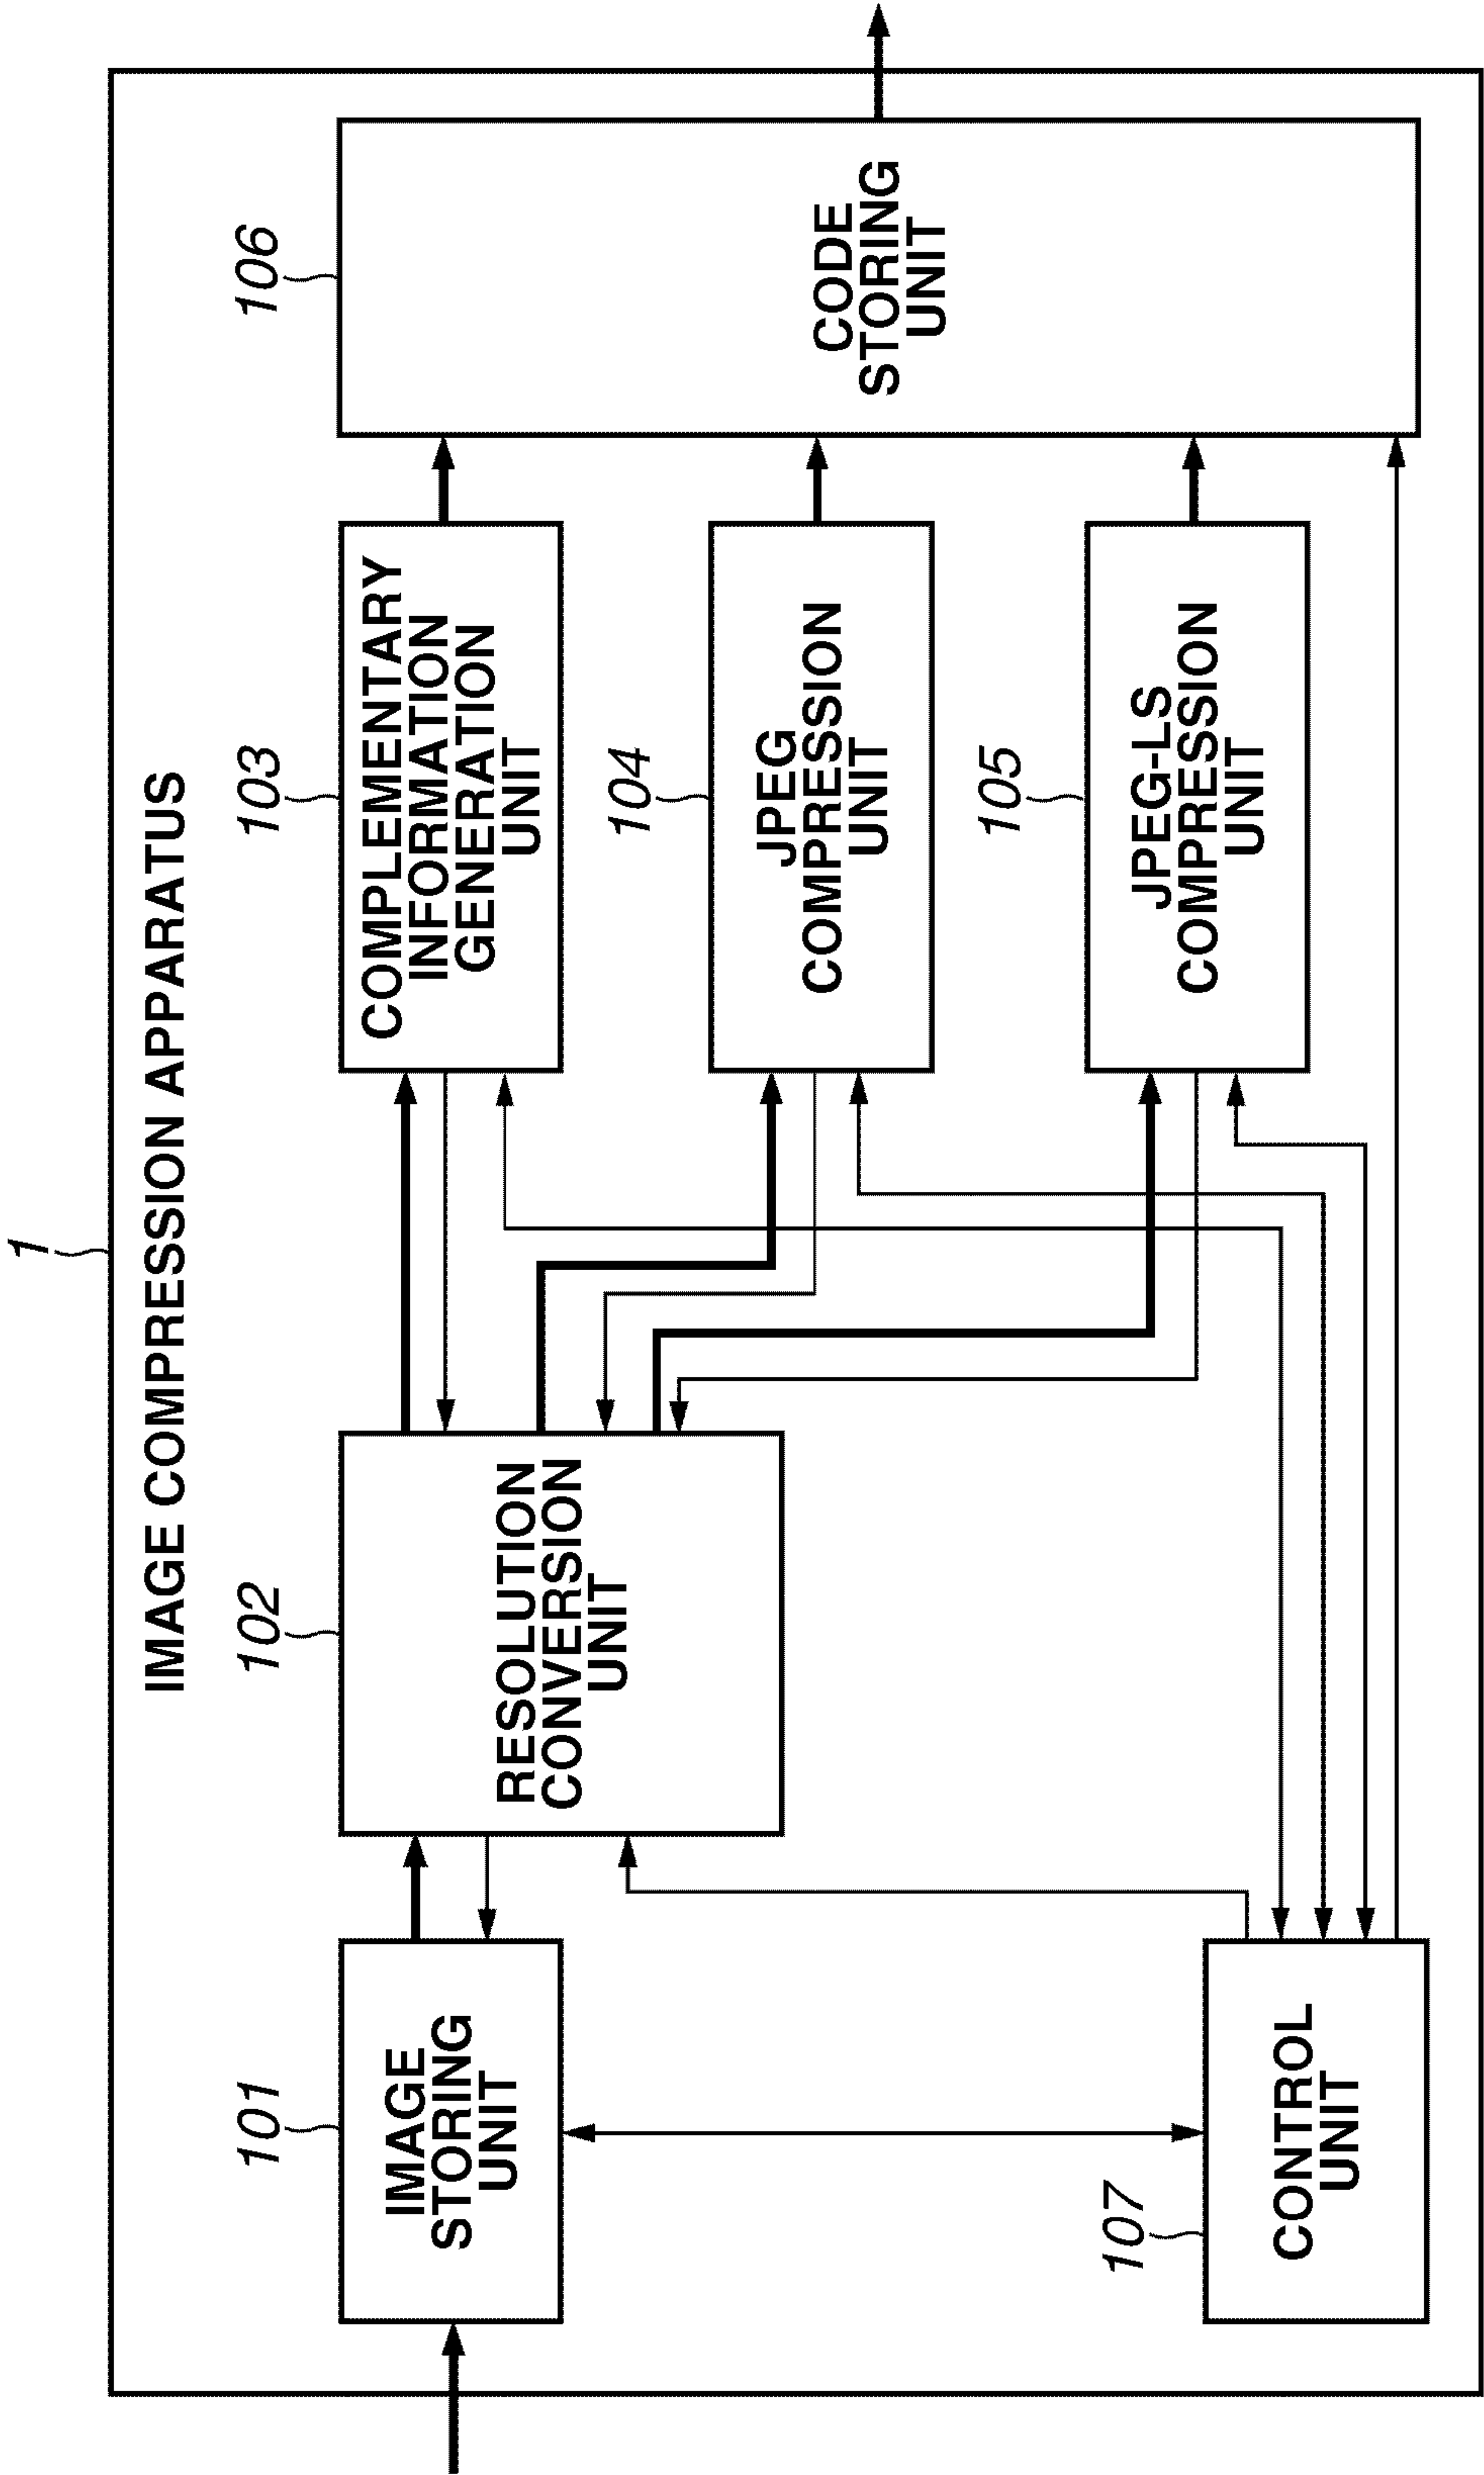 1
IMAGE COMPRESSION APPARATUS
101
IMAGE
STORING
UNIT
102
RESOLUTION
CONVERSION
UNIT
103
COMPLEMENTARY
INFORMATION
GENERATION
UNIT
104
JPEG
COMPRESSION
UNIT
105
JPEG-LS
COMPRESSION
UNIT
106
CODE
STORING
UNIT
107
CONTROL
UNIT